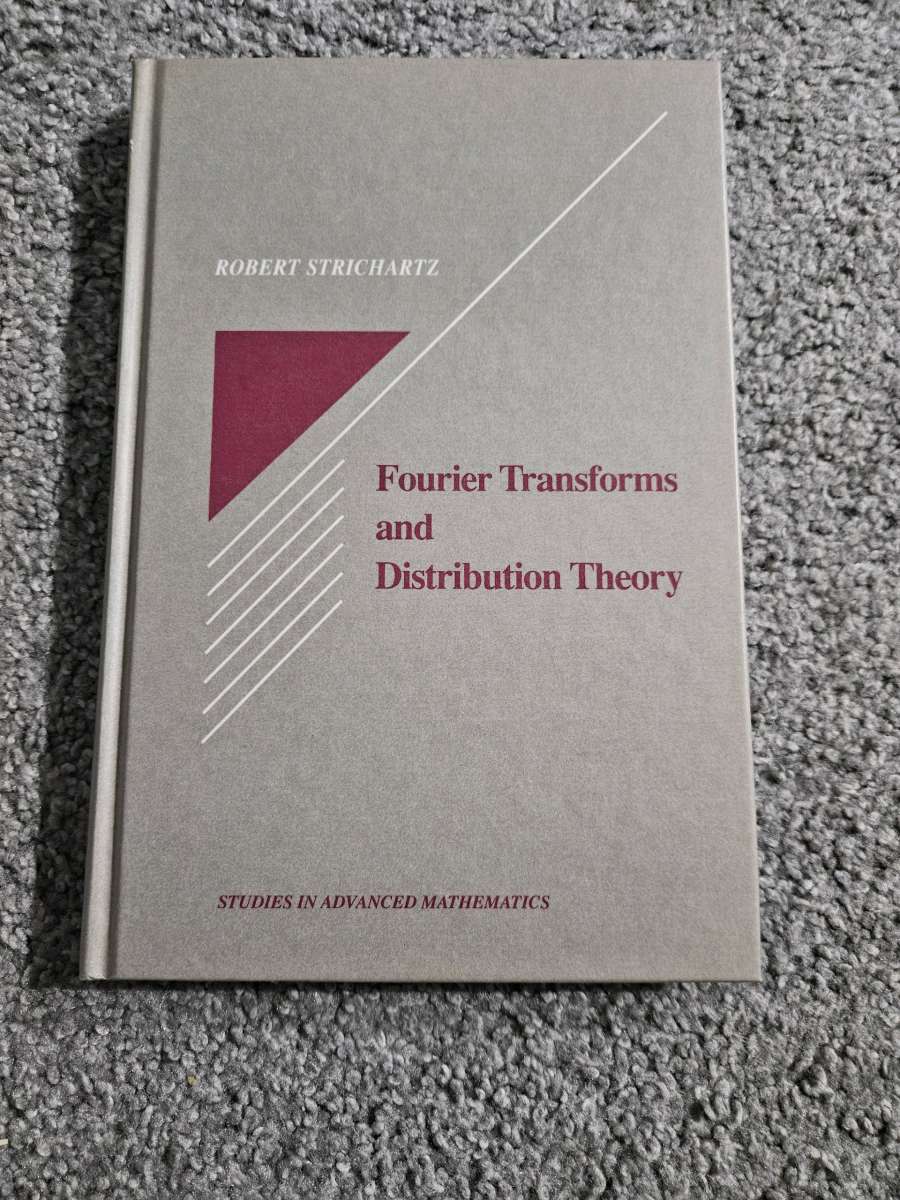 ROBERT STRICHARTZ
Fourier Transforms
and
Distribution Theory
STUDIES IN ADVANCED MATHEMATICS